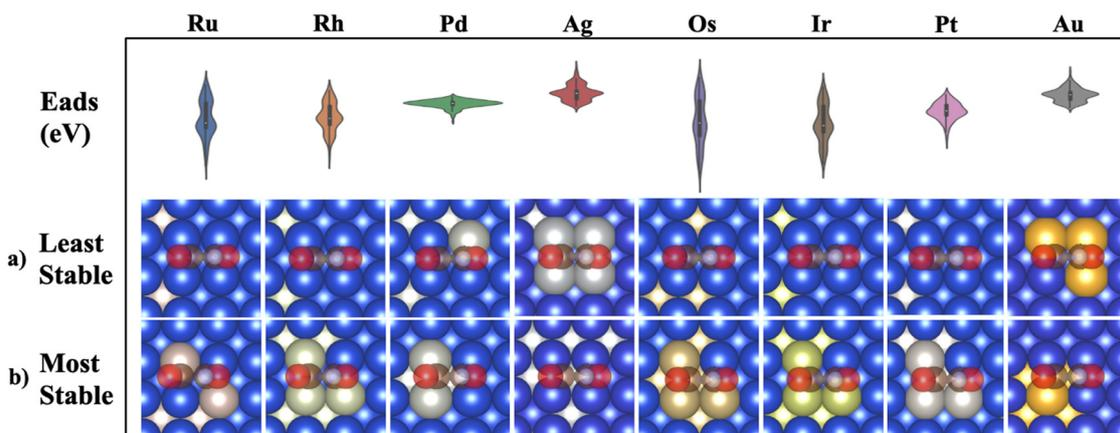 Ru Rh Pd Ag Os Ir Pt Au
Eads
(eV)
a) Least
Stable
b) Most
Stable